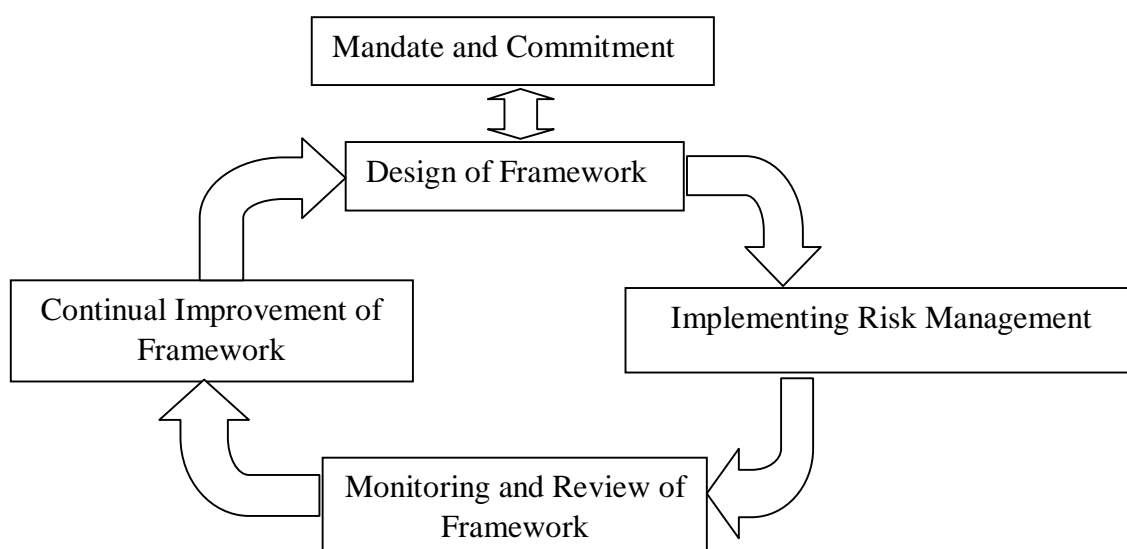 Mandate and Commitment
Design of Framework
Continual Improvement of
Framework
Implementing Risk Management
Monitoring and Review of
Framework